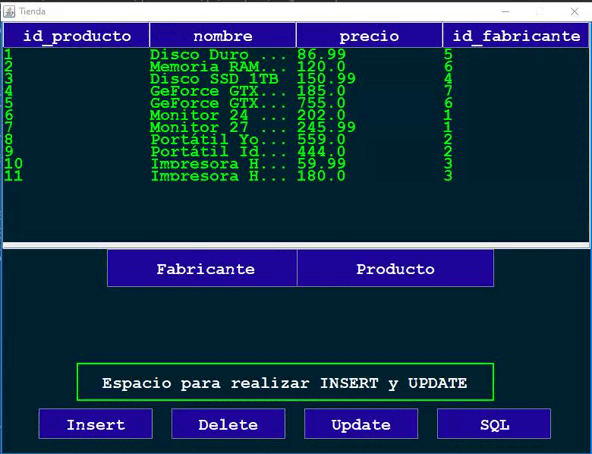 Tienda
id_producto nombre precio id_fabricante
1 Disco Duro ... 86.99 5
2 Memoria RAM... 120.0 6
3 Disco SSD 1TB 150.99 4
4 GeForce GTX... 185.0 7
5 GeForce GTX... 755.0 6
6 Monitor 24 ... 202.0 1
7 Monitor 27 ... 245.99 1
8 Portátil Yo... 559.0 2
9 Portátil Id... 444.0 2
10 Impresora H... 59.99 3
11 Impresora H... 180.0 3
Fabricante Producto
Espacio para realizar INSERT y UPDATE
Insert Delete Update SQL